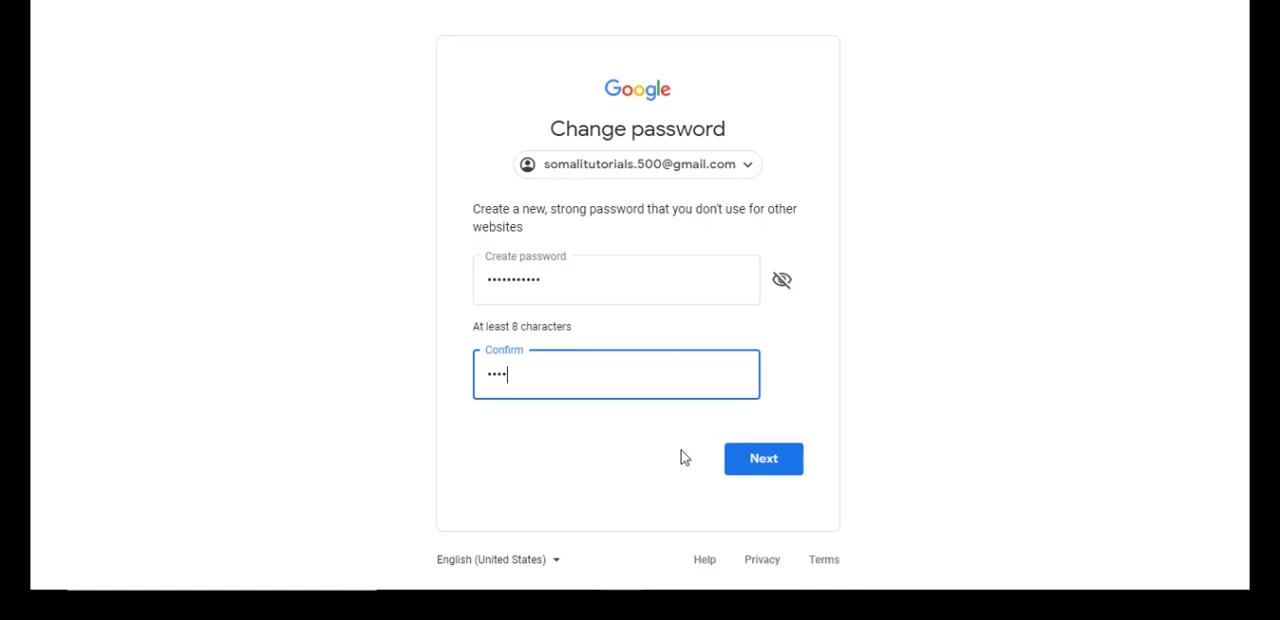 Google
Change password
somalitutorials.500@gmail.com
Create a new, strong password that you don't use for other
websites
Create password
•••••••••••
At least 8 characters
Confirm
••••
Next
English (United States)
Help Privacy Terms